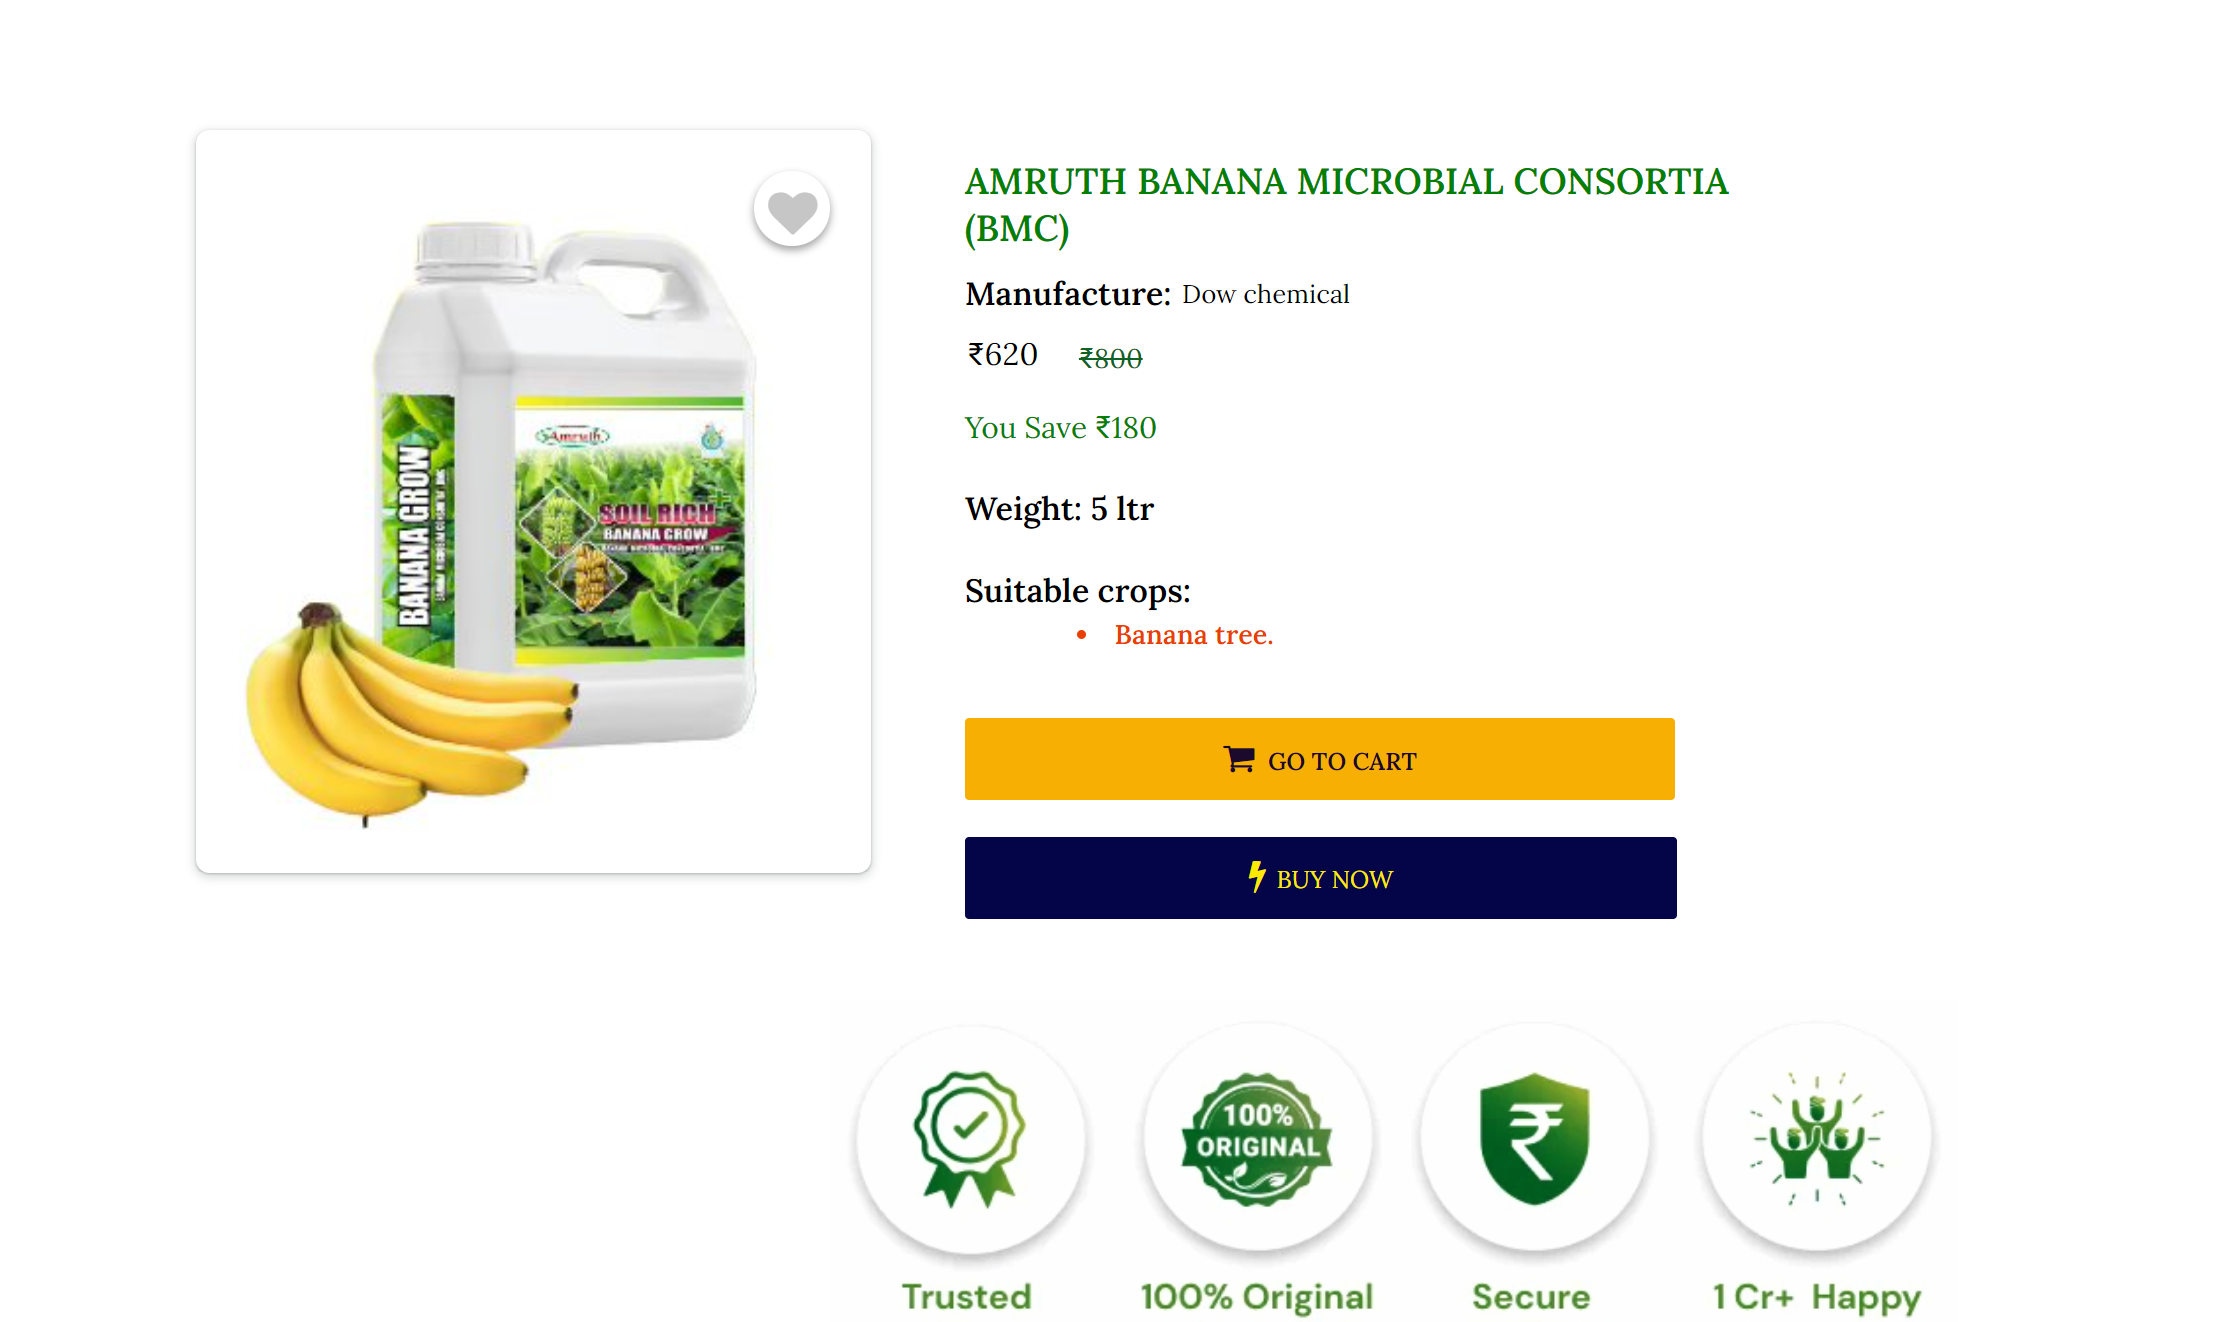 AMRUTH BANANA MICROBIAL CONSORTIA
(BMC)
Manufacture: Dow chemical
₹620 ₹800
You Save ₹180
Weight: 5 ltr
Suitable crops:
• Banana tree.
GO TO CART
BUY NOW
Amruth
SOIL RICH
BANANA GROW
BANANA GROW
100%
ORIGINAL
Trusted
100% Original
Secure
1 Cr+ Happy